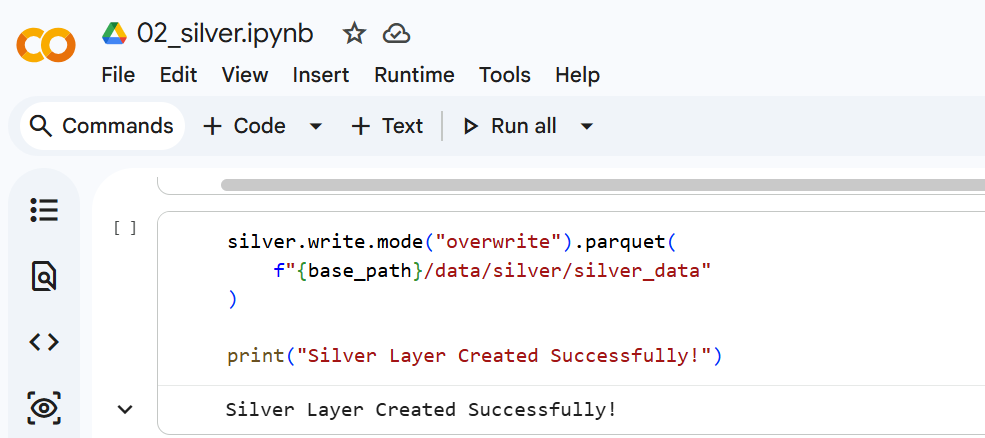 02_silver.ipynb
File Edit View Insert Runtime Tools Help
Commands + Code + Text Run all
[ ]
silver.write.mode("overwrite").parquet(
    f"{base_path}/data/silver/silver_data"
)
print("Silver Layer Created Successfully!")
Silver Layer Created Successfully!